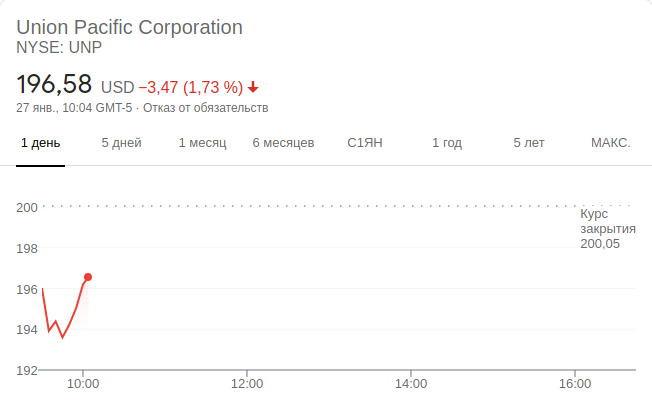 Union Pacific Corporation
NYSE: UNP
196,58 USD −3,47 (1,73 %)
27 янв., 10:04 GMT-5 · Отказ от обязательств
1 день 5 дней 1 месяц 6 месяцев С1ЯН 1 год 5 лет МАКС.
200
Курс
закрытия
200,05
198
196
194
192
10:00 12:00 14:00 16:00